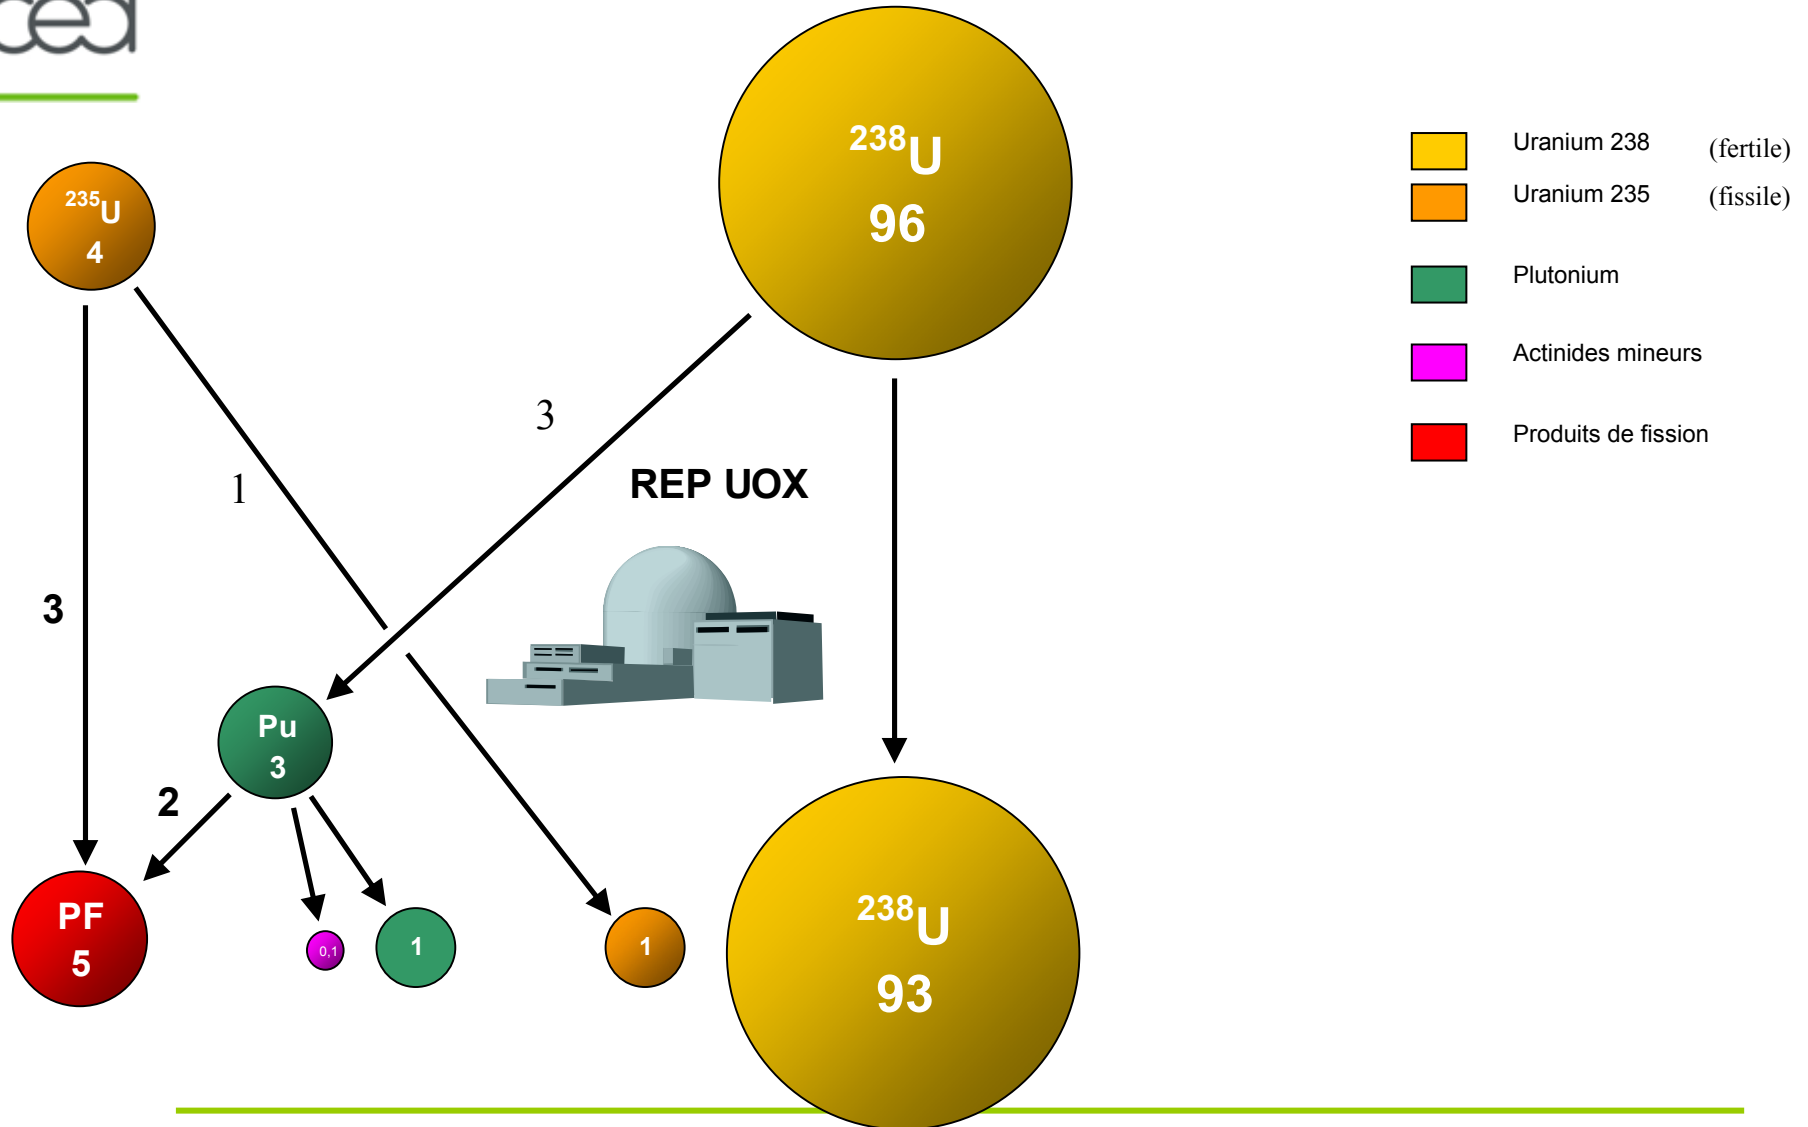 cea
238U
96
235U
4
Uranium 238 (fertile)
Uranium 235 (fissile)
Plutonium
Actinides mineurs
Produits de fission
3
REP UOX
1
3
Pu
3
2
PF
5
0,1
1
1
238U
93